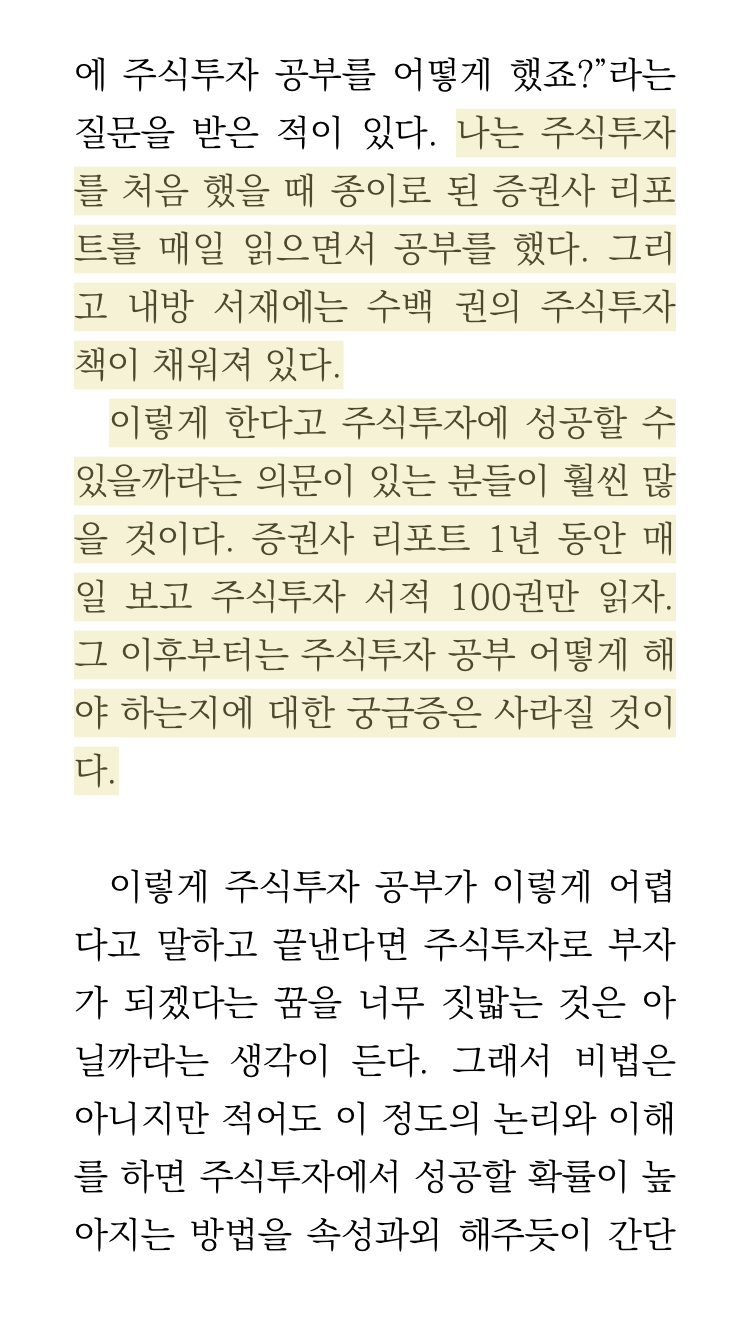 에 주식투자 공부를 어떻게 했죠?”라는
질문을 받은 적이 있다. 나는 주식투자
를 처음 했을 때 종이로 된 증권사 리포
트를 매일 읽으면서 공부를 했다. 그리
고 내방 서재에는 수백 권의 주식투자
책이 채워져 있다.
이렇게 한다고 주식투자에 성공할 수
있을까라는 의문이 있는 분들이 훨씬 많
을 것이다. 증권사 리포트 1년 동안 매
일 보고 주식투자 서적 100권만 읽자.
그 이후부터는 주식투자 공부 어떻게 해
야 하는지에 대한 궁금증은 사라질 것이
다.
이렇게 주식투자 공부가 이렇게 어렵
다고 말하고 끝낸다면 주식투자로 부자
가 되겠다는 꿈을 너무 짓밟는 것은 아
닐까라는 생각이 든다. 그래서 비법은
아니지만 적어도 이 정도의 논리와 이해
를 하면 주식투자에서 성공할 확률이 높
아지는 방법을 속성과외 해주듯이 간단